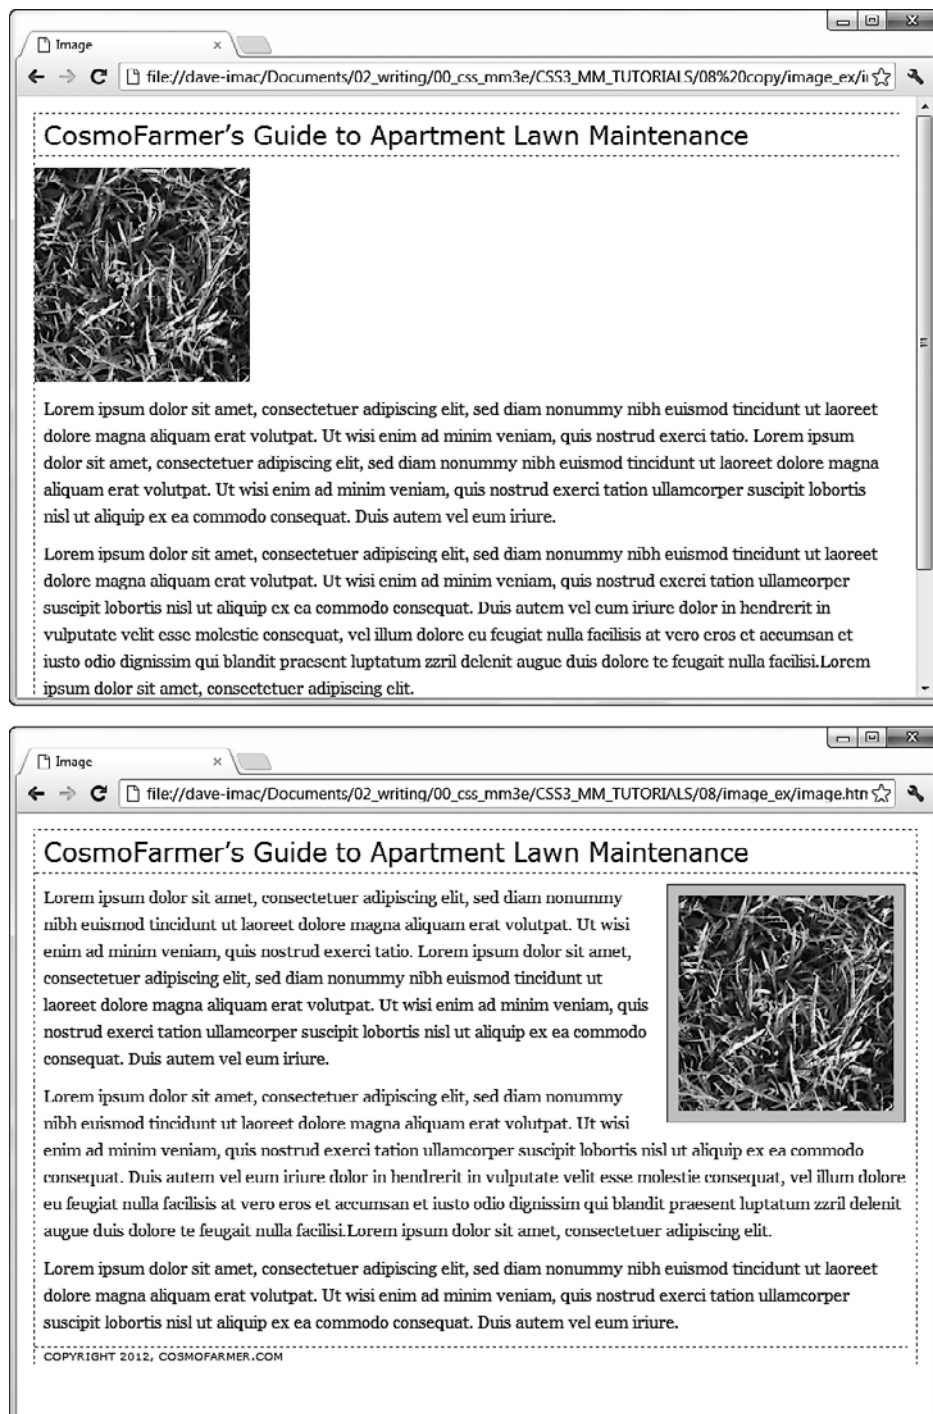 Image
file://dave-imac/Documents/02_writing/00_css_mm3e/CSS3_MM_TUTORIALS/08%20copy/image_ex/i
CosmoFarmer’s Guide to Apartment Lawn Maintenance
Lorem ipsum dolor sit amet, consectetuer adipiscing elit, sed diam nonummy nibh euismod tincidunt ut laoreet
dolore magna aliquam erat volutpat. Ut wisi enim ad minim veniam, quis nostrud exerci tatio. Lorem ipsum
dolor sit amet, consectetuer adipiscing elit, sed diam nonummy nibh euismod tincidunt ut laoreet dolore magna
aliquam erat volutpat. Ut wisi enim ad minim veniam, quis nostrud exerci tation ullamcorper suscipit lobortis
nisl ut aliquip ex ea commodo consequat. Duis autem vel eum iriure.
Lorem ipsum dolor sit amet, consectetuer adipiscing elit, sed diam nonummy nibh euismod tincidunt ut laoreet
dolore magna aliquam erat volutpat. Ut wisi enim ad minim veniam, quis nostrud exerci tation ullamcorper
suscipit lobortis nisl ut aliquip ex ea commodo consequat. Duis autem vel eum iriure dolor in hendrerit in
vulputate velit esse molestie consequat, vel illum dolore eu feugiat nulla facilisis at vero eros et accumsan et
iusto odio dignissim qui blandit praesent luptatum zzril delenit augue duis dolore te feugait nulla facilisi.Lorem
ipsum dolor sit amet, consectetuer adipiscing elit.
Image
file://dave-imac/Documents/02_writing/00_css_mm3e/CSS3_MM_TUTORIALS/08/image_ex/image.htn
CosmoFarmer’s Guide to Apartment Lawn Maintenance
Lorem ipsum dolor sit amet, consectetuer adipiscing elit, sed diam nonummy
nibh euismod tincidunt ut laoreet dolore magna aliquam erat volutpat. Ut wisi
enim ad minim veniam, quis nostrud exerci tatio. Lorem ipsum dolor sit amet,
consectetuer adipiscing elit, sed diam nonummy nibh euismod tincidunt ut
laoreet dolore magna aliquam erat volutpat. Ut wisi enim ad minim veniam, quis
nostrud exerci tation ullamcorper suscipit lobortis nisl ut aliquip ex ea commodo
consequat. Duis autem vel eum iriure.
Lorem ipsum dolor sit amet, consectetuer adipiscing elit, sed diam nonummy
nibh euismod tincidunt ut laoreet dolore magna aliquam erat volutpat. Ut wisi
enim ad minim veniam, quis nostrud exerci tation ullamcorper suscipit lobortis nisl ut aliquip ex ea commodo
consequat. Duis autem vel eum iriure dolor in hendrerit in vulputate velit esse molestie consequat, vel illum dolore
eu feugiat nulla facilisis at vero eros et accumsan et iusto odio dignissim qui blandit praesent luptatum zzril delenit
augue duis dolore te feugait nulla facilisi.Lorem ipsum dolor sit amet, consectetuer adipiscing elit.
Lorem ipsum dolor sit amet, consectetuer adipiscing elit, sed diam nonummy nibh euismod tincidunt ut laoreet
dolore magna aliquam erat volutpat. Ut wisi enim ad minim veniam, quis nostrud exerci tation ullamcorper
suscipit lobortis nisl ut aliquip ex ea commodo consequat. Duis autem vel eum iriure.
COPYRIGHT 2012, COSMOFARMER.COM